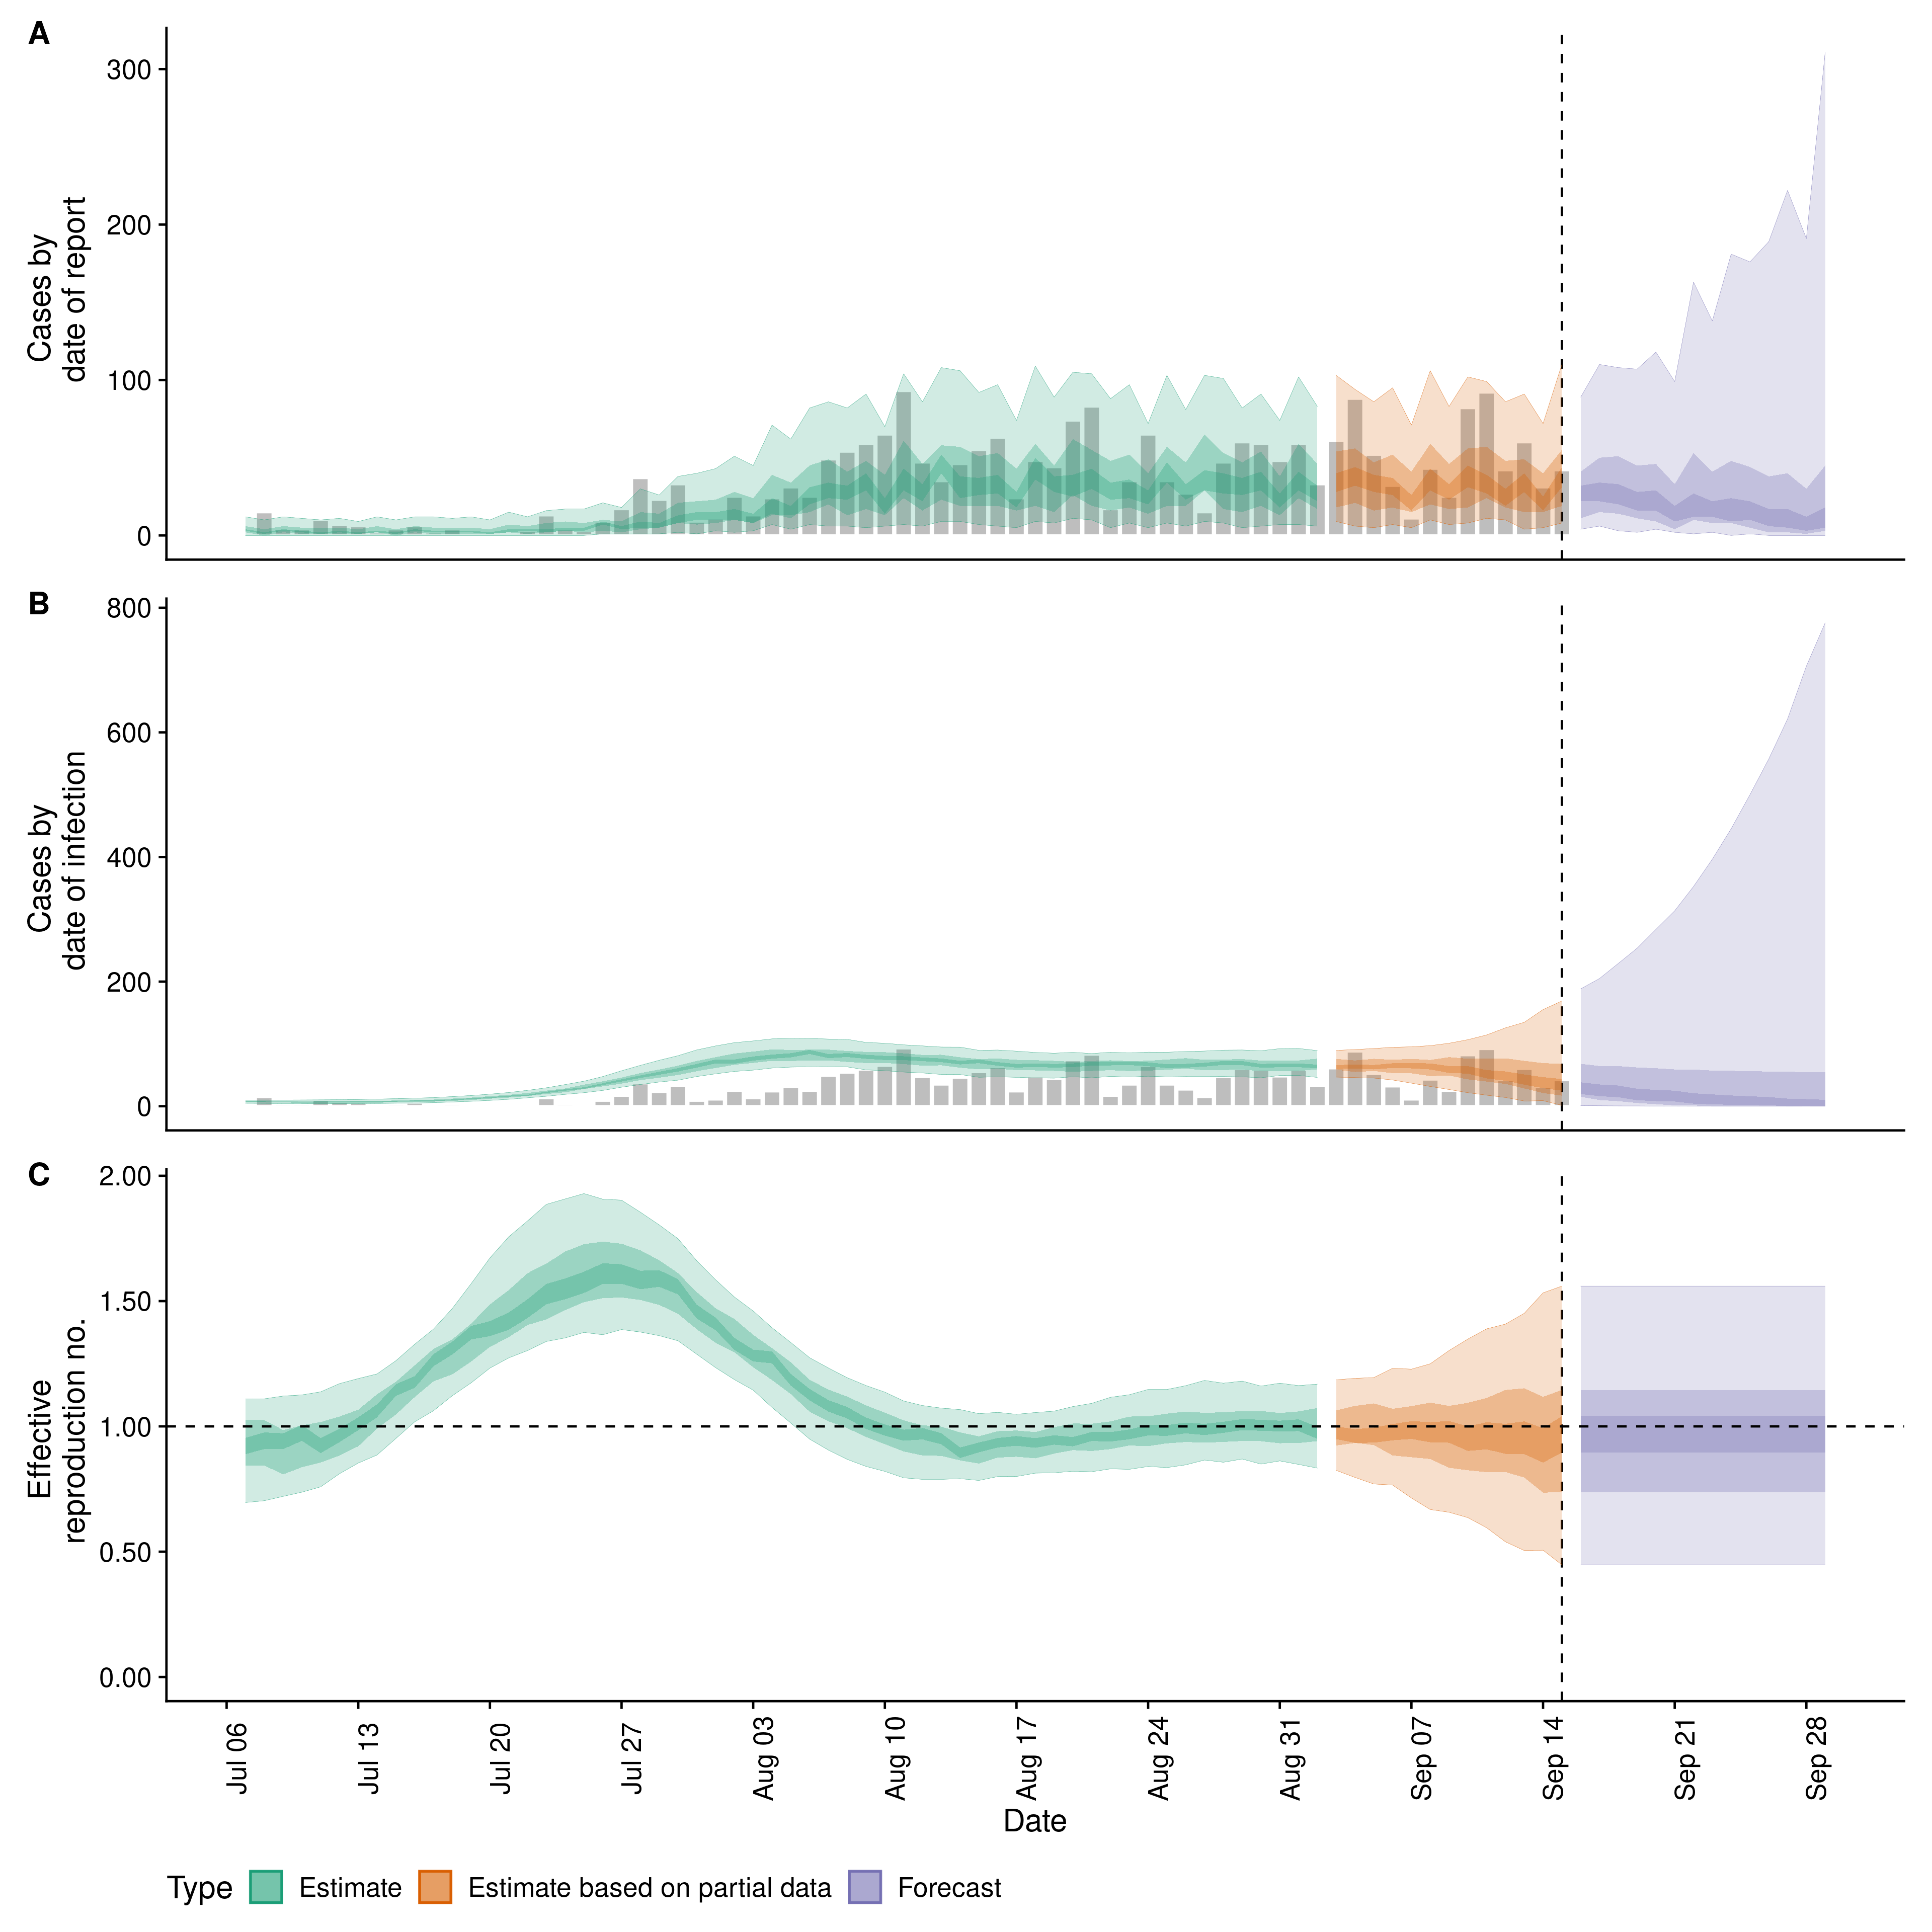 A
300
200
100
0
Cases by
date of report
B
800
600
400
200
0
Cases by
date of infection
C
2.00
1.50
1.00
0.50
0.00
Effective
reproduction no.
Jul 06
Jul 13
Jul 20
Jul 27
Aug 03
Aug 10
Aug 17
Aug 24
Aug 31
Sep 07
Sep 14
Sep 21
Sep 28
Date
Type Estimate Estimate based on partial data Forecast